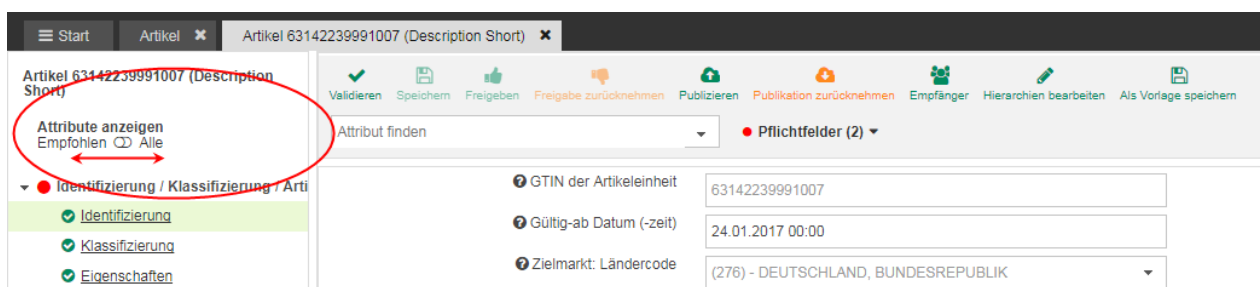 Start Artikel Artikel 63142239991007 (Description Short)
Artikel 63142239991007 (Description
Short)
Attribute anzeigen
Empfohlen Alle
Identifizierung / Klassifizierung / Arti
Identifizierung
Klassifizierung
Eigenschaften
Validieren Speichern Freigeben Freigabe zurücknehmen Publizieren Publikation zurücknehmen Empfänger Hierarchien bearbeiten Als Vorlage speichern
Attribut finden Pflichtfelder (2)
GTIN der Artikeleinheit 63142239991007
Gültig-ab Datum (-zeit) 24.01.2017 00:00
Zielmarkt: Ländercode (276) - DEUTSCHLAND, BUNDESREPUBLIK